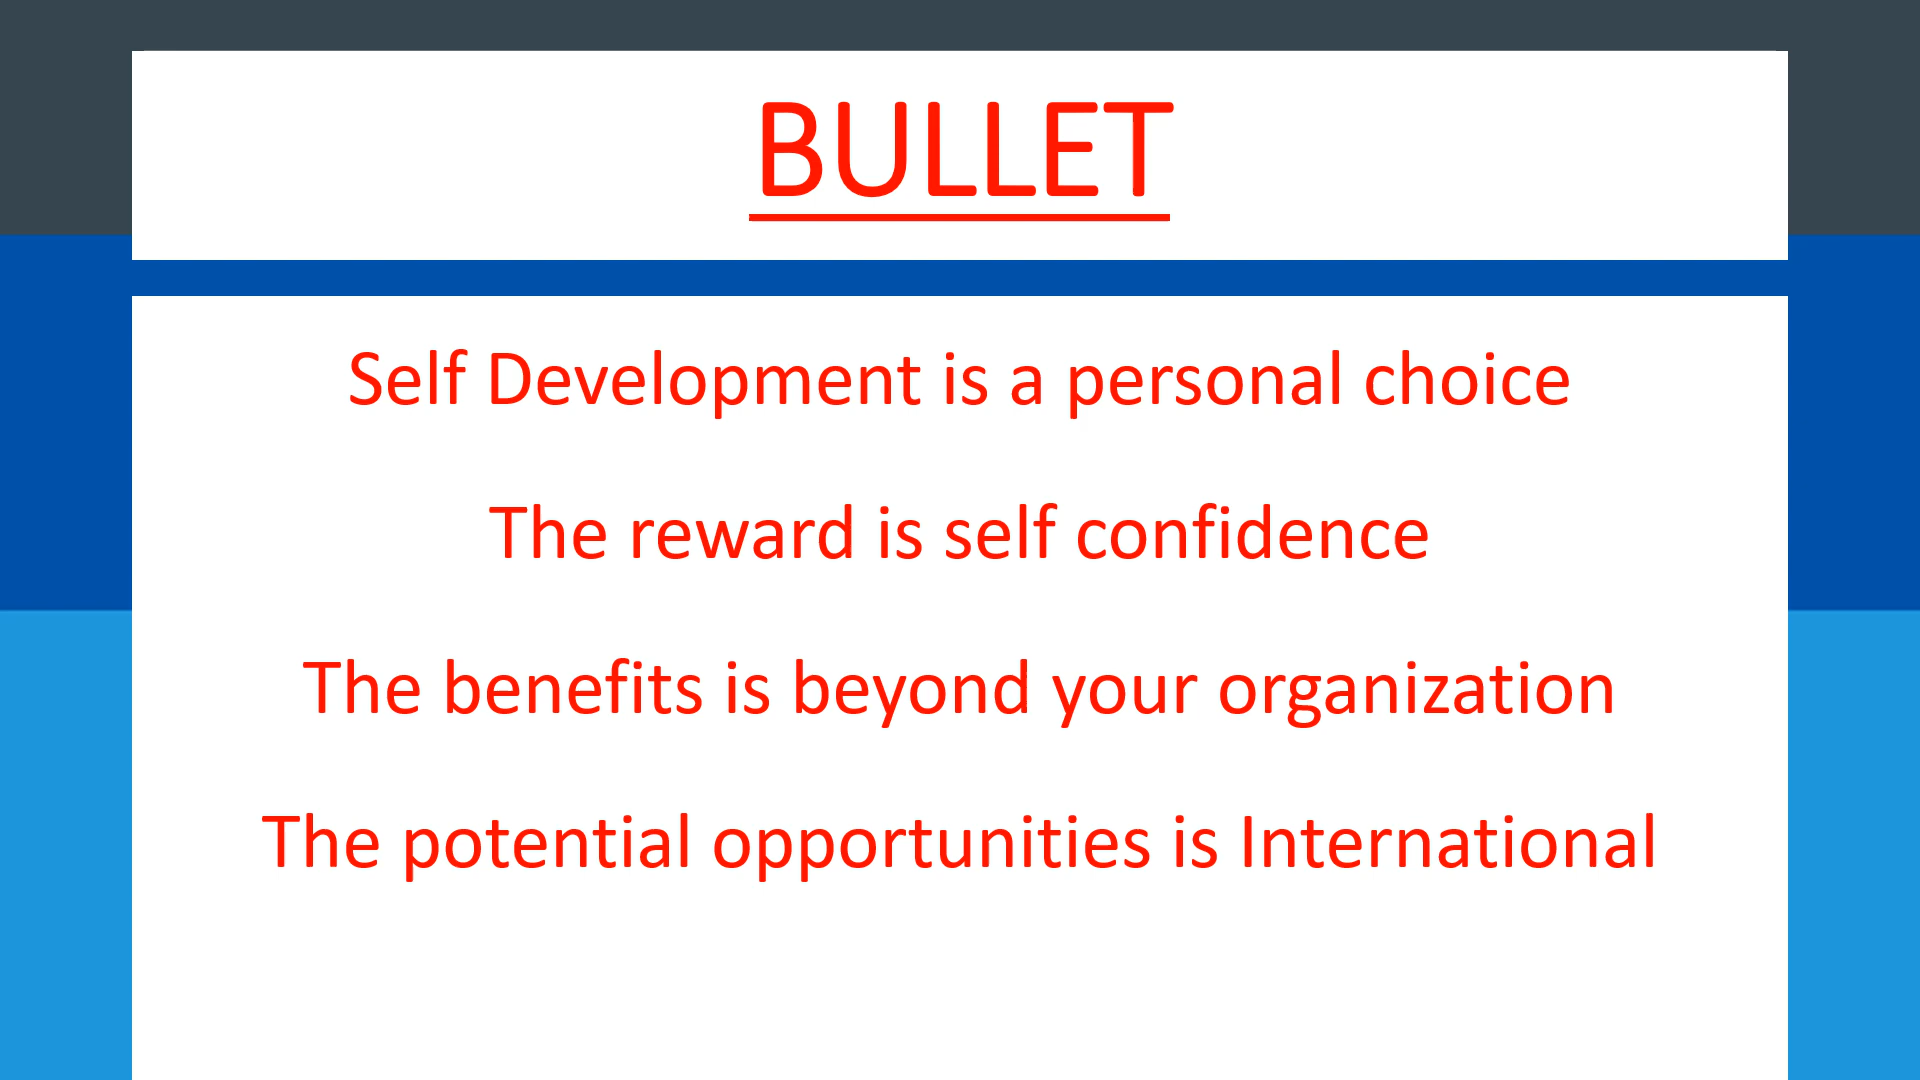 BULLET
Self Development is a personal choice
The reward is self confidence
The benefits is beyond your organization
The potential opportunities is International